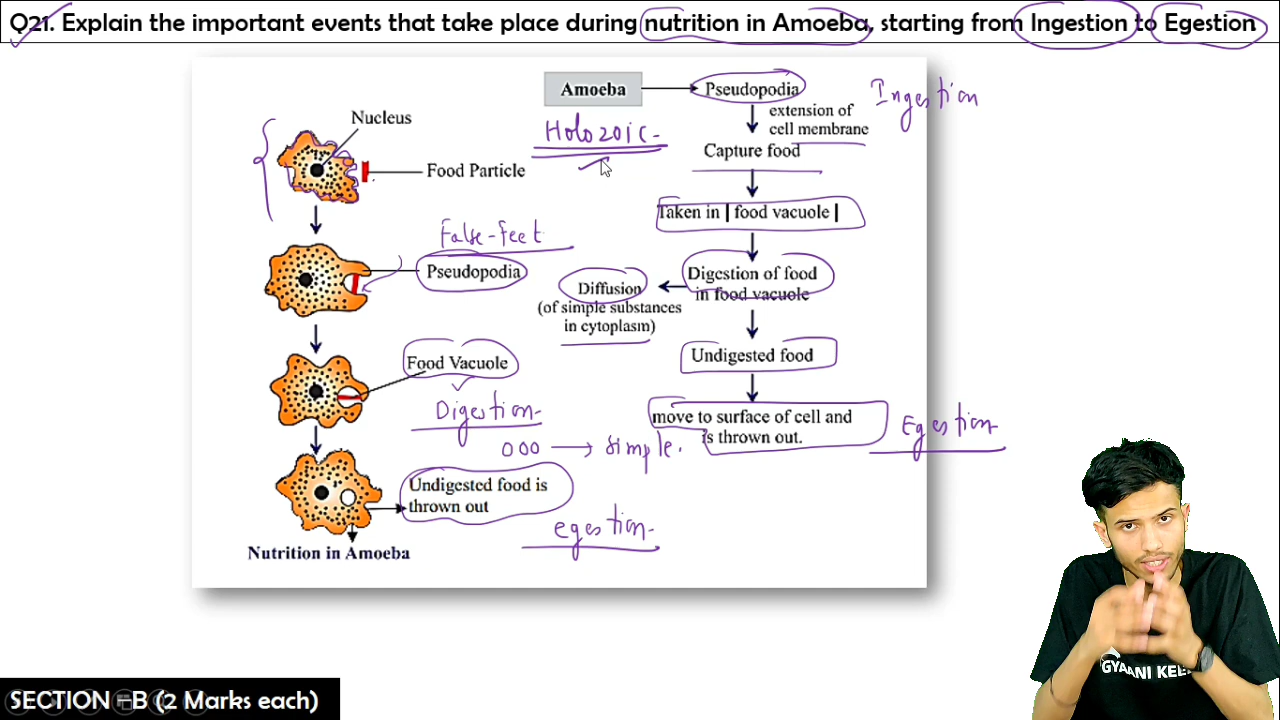 Q21. Explain the important events that take place during nutrition in Amoeba, starting from Ingestion to Egestion
Amoeba
Pseudopodia
Ingestion
extension of
cell membrane
Holozoic
Capture food
Nucleus
Food Particle
Taken in | food vacuole |
False-feet
Pseudopodia
Digestion of food
in food vacuole
Diffusion
(of simple substances
in cytoplasm)
Undigested food
Food Vacuole
Digestion
move to surface of cell and
is thrown out.
Egestion
000 → simple.
Undigested food is
thrown out
egestion
Nutrition in Amoeba
GYAANI KEE
SECTION -B (2 Marks each)